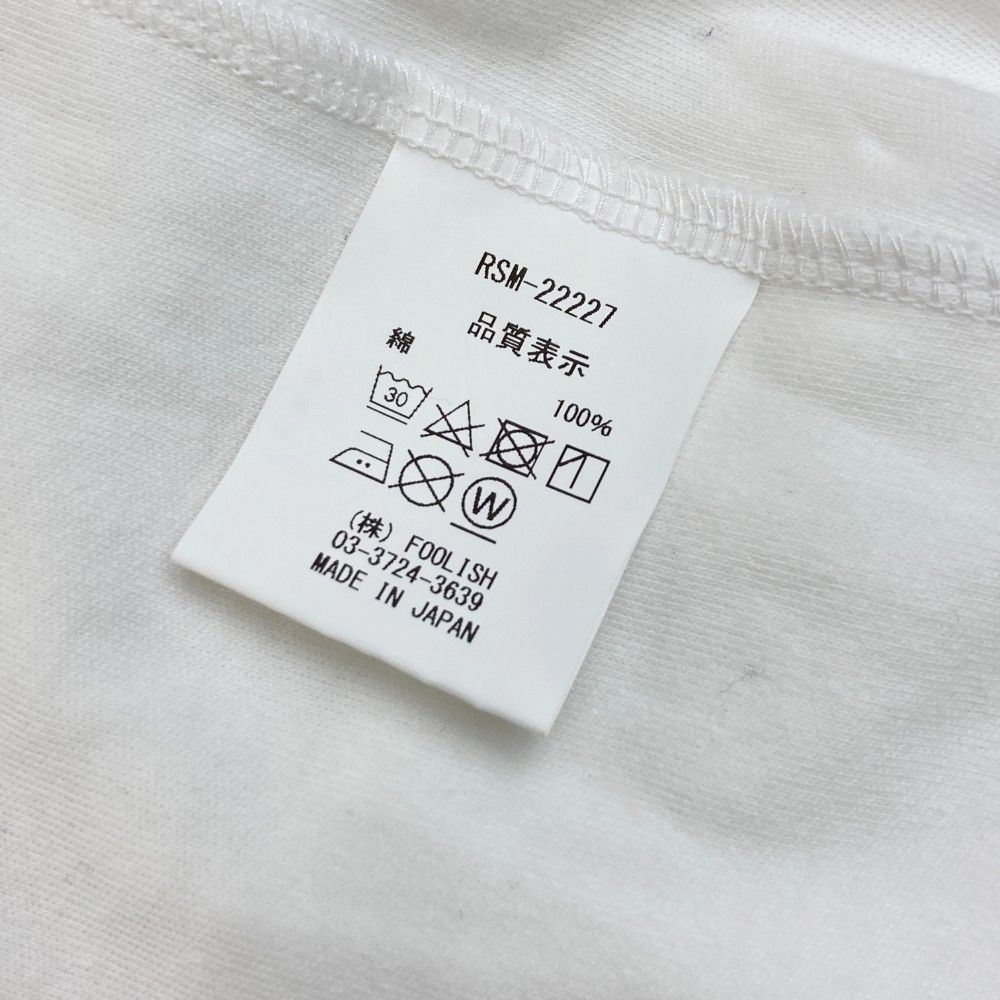 RSM-22227
品質表示
綿 100%
30
W
(株) FOOLISH
03-3724-3639
MADE IN JAPAN